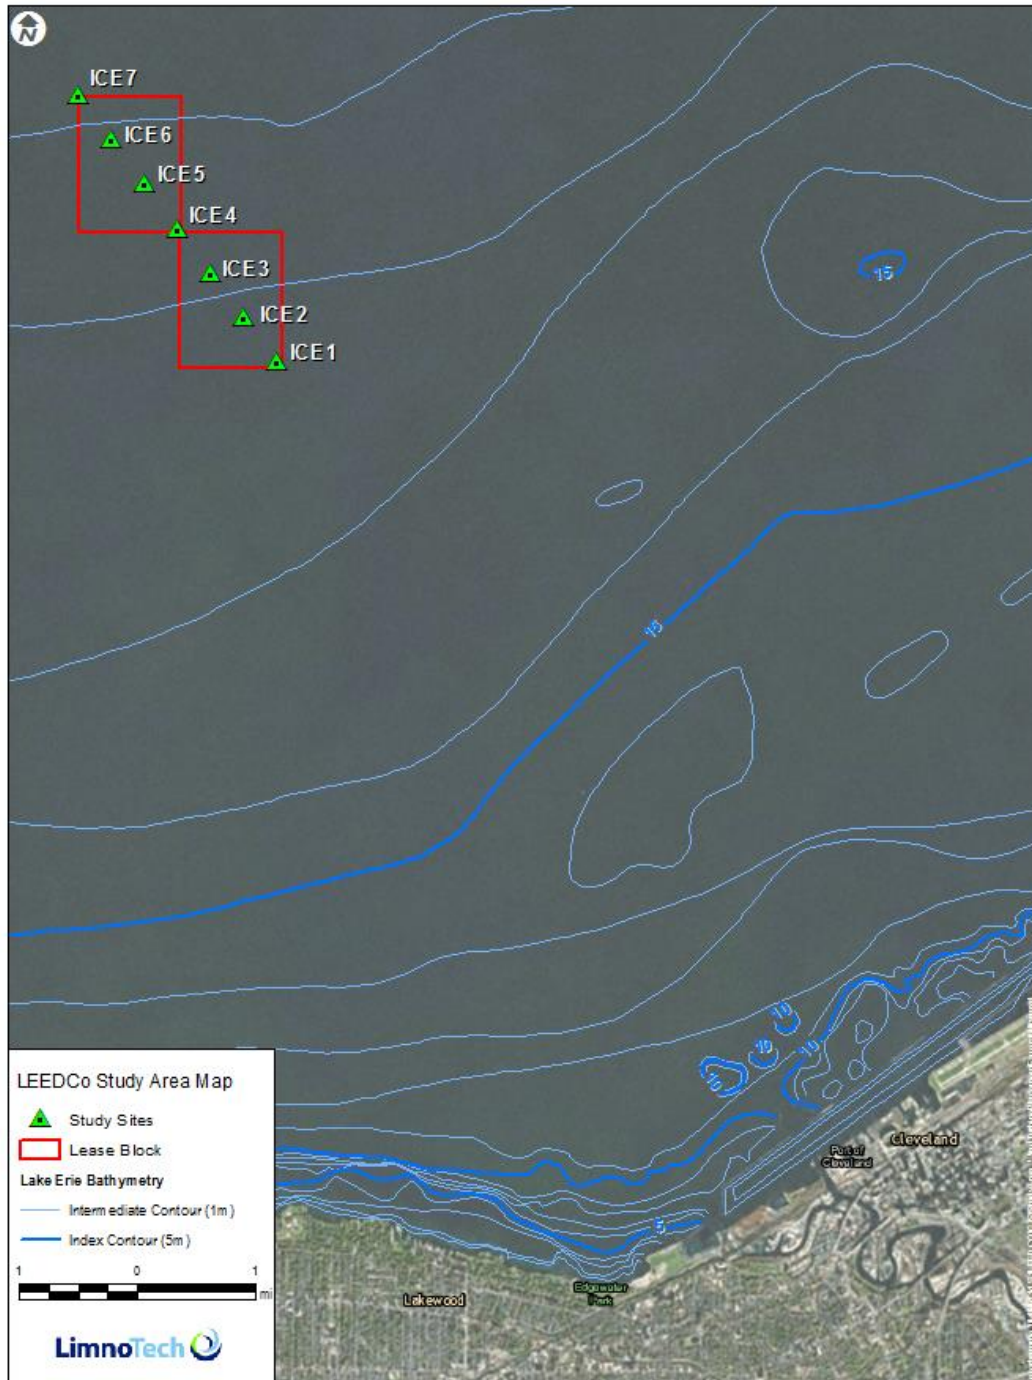 N
ICE7
ICE6
ICE5
ICE4
ICE3
ICE2
ICE1
15
15
10
10
10
10
5
Cleveland
Port of
Cleveland
Edgewater
Park
Lakewood
LEEDCo Study Area Map
Study Sites
Lease Block
Lake Erie Bathymetry
Intermediate Contour (1m)
Index Contour (5m)
1 0 1
mi
LimnoTech